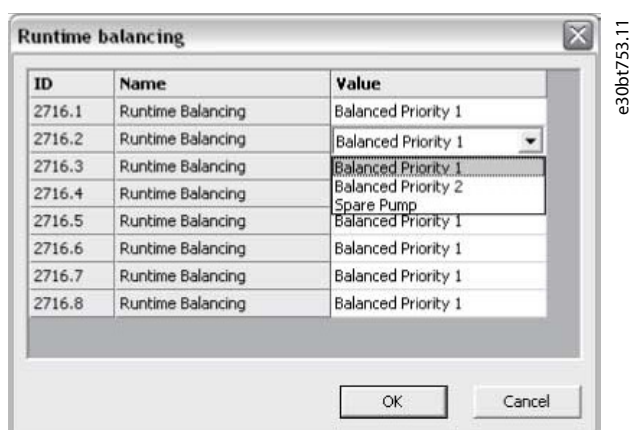 Runtime balancing
ID Name Value
2716.1 Runtime Balancing Balanced Priority 1
2716.2 Runtime Balancing Balanced Priority 1
2716.3 Runtime Balancing Balanced Priority 1
2716.4 Runtime Balancing Balanced Priority 2
Spare Pump
2716.5 Runtime Balancing Balanced Priority 1
2716.6 Runtime Balancing Balanced Priority 1
2716.7 Runtime Balancing Balanced Priority 1
2716.8 Runtime Balancing Balanced Priority 1
OK Cancel
e30bt753.11